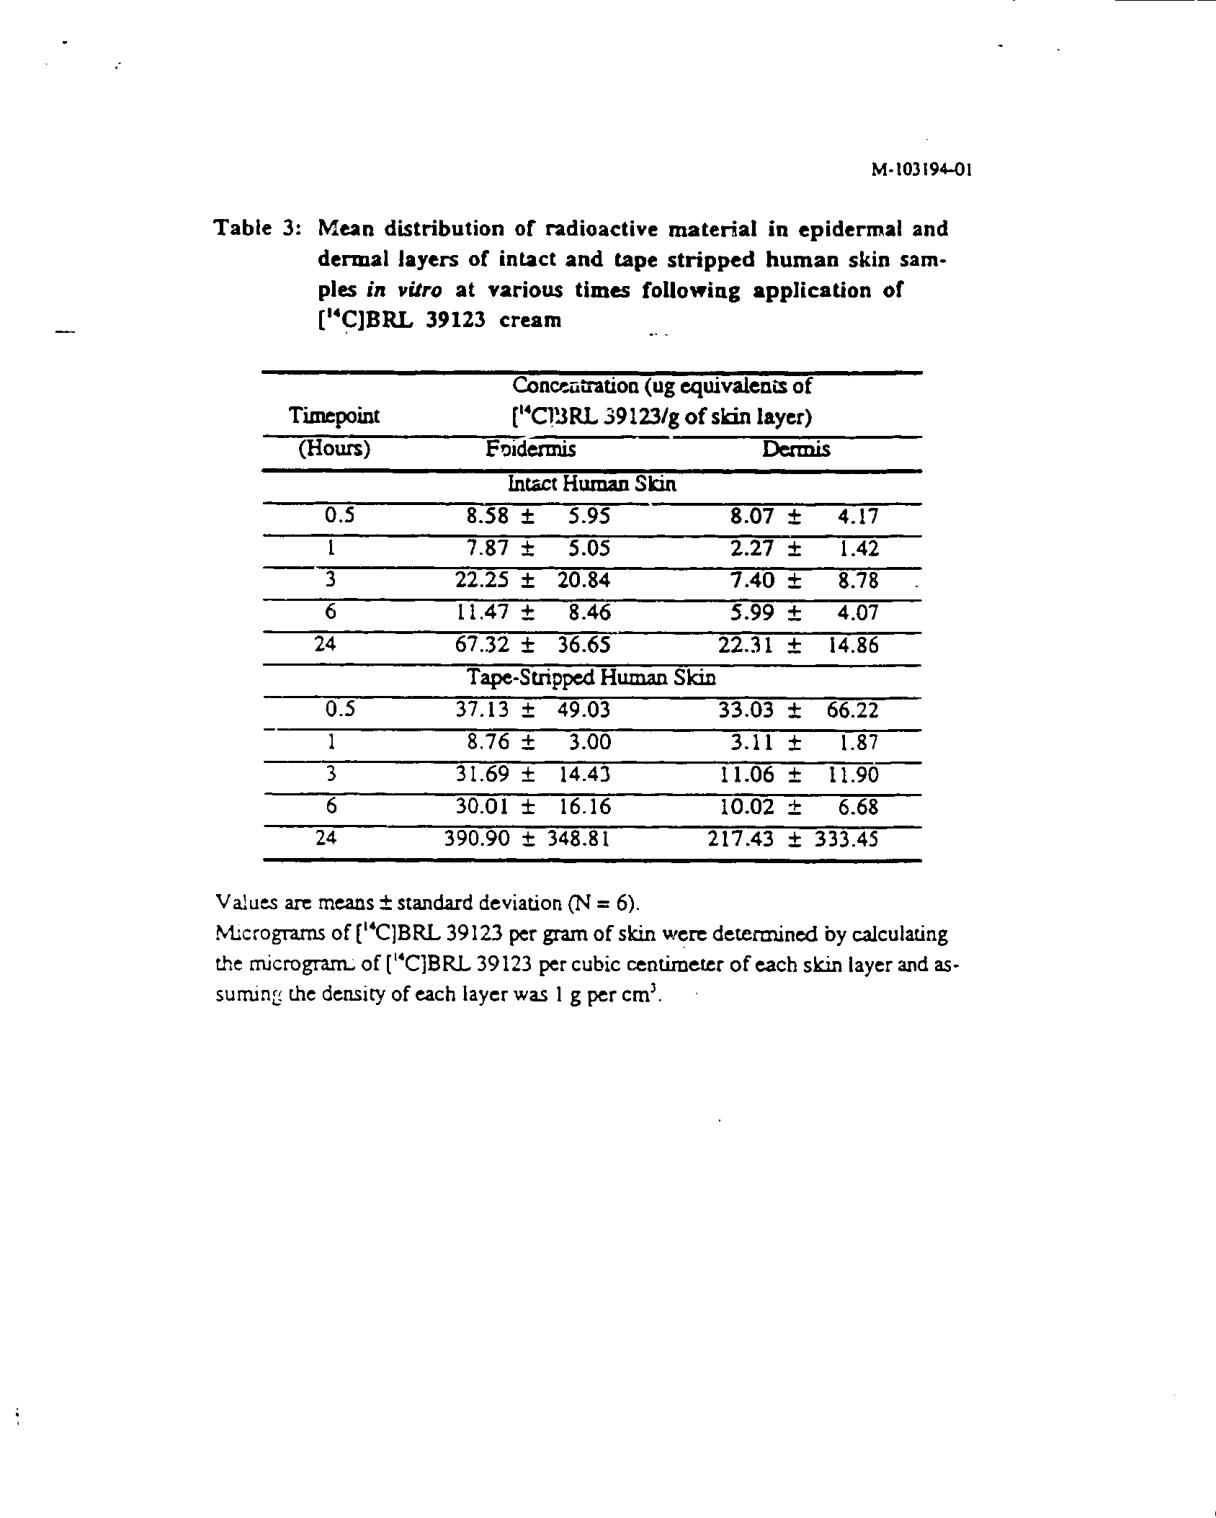 M-103194-01
Table 3: Mean distribution of radioactive material in epidermal and
dermal layers of intact and tape stripped human skin sam-
ples in vitro at various times following application of
[¹⁴C]BRL 39123 cream
Concentration (ug equivalents of
Timepoint [¹⁴C]BRL 39123/g of skin layer)
(Hours) Epidermis Dermis
Intact Human Skin
0.5 8.58 ± 5.95 8.07 ± 4.17
1 7.87 ± 5.05 2.27 ± 1.42
3 22.25 ± 20.84 7.40 ± 8.78
6 11.47 ± 8.46 5.99 ± 4.07
24 67.32 ± 36.65 22.31 ± 14.86
Tape-Stripped Human Skin
0.5 37.13 ± 49.03 33.03 ± 66.22
1 8.76 ± 3.00 3.11 ± 1.87
3 31.69 ± 14.43 11.06 ± 11.90
6 30.01 ± 16.16 10.02 ± 6.68
24 390.90 ± 348.81 217.43 ± 333.45
Values are means ± standard deviation (N = 6).
Micrograms of [¹⁴C]BRL 39123 per gram of skin were determined by calculating
the micrograms of [¹⁴C]BRL 39123 per cubic centimeter of each skin layer and as-
suming the density of each layer was 1 g per cm³.